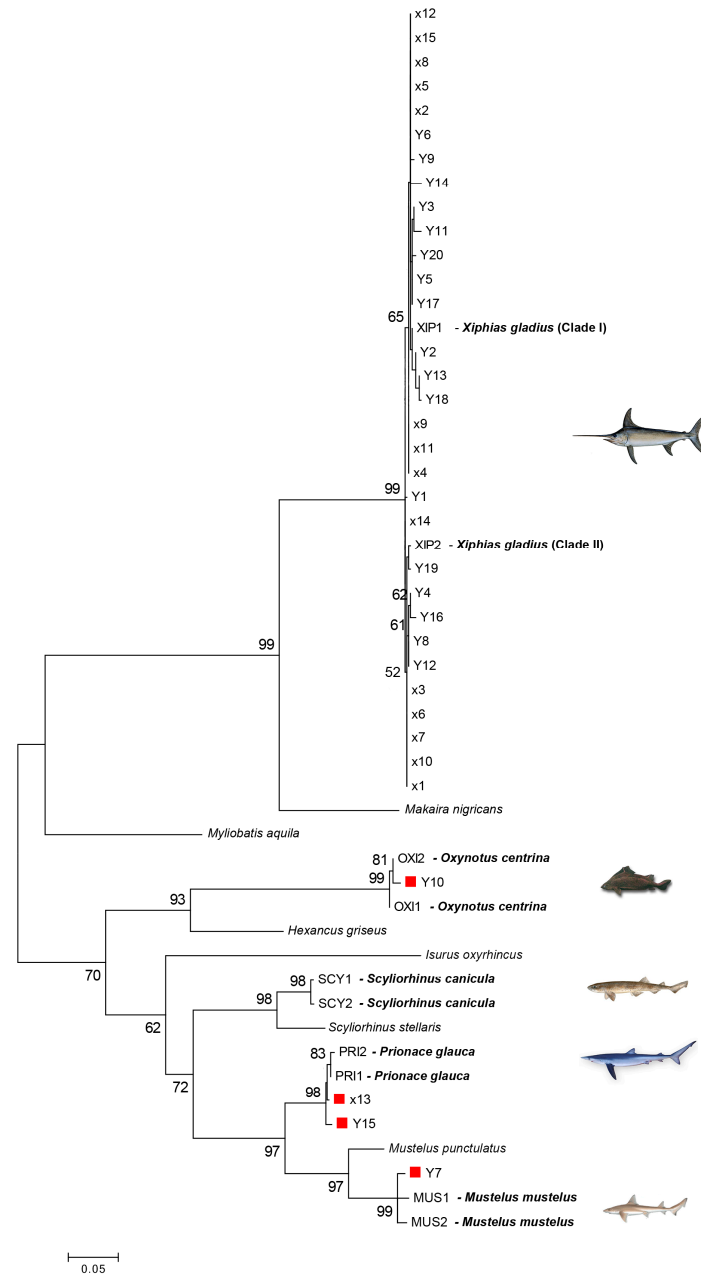 x12
x15
x8
x5
x2
Y6
Y9
Y14
Y3
Y11
Y20
Y5
Y17
65
XIP1 - Xiphias gladius (Clade I)
Y2
Y13
Y18
x9
x11
x4
99
Y1
x14
XIP2 - Xiphias gladius (Clade II)
Y19
62
Y4
Y16
61
Y8
99
Y12
52
x3
x6
x7
x10
x1
Makaira nigricans
Myliobatis aquila
81
OXI2 - Oxynotus centrina
99
Y10
93
OXI1 - Oxynotus centrina
Hexancus griseus
Isurus oxyrhincus
70
98
SCY1 - Scyliorhinus canicula
98
SCY2 - Scyliorhinus canicula
62
Scyliorhinus stellaris
83
PRI2 - Prionace glauca
72
PRI1 - Prionace glauca
98
x13
Y15
97
Mustelus punctulatus
97
Y7
MUS1 - Mustelus mustelus
99
MUS2 - Mustelus mustelus
0.05